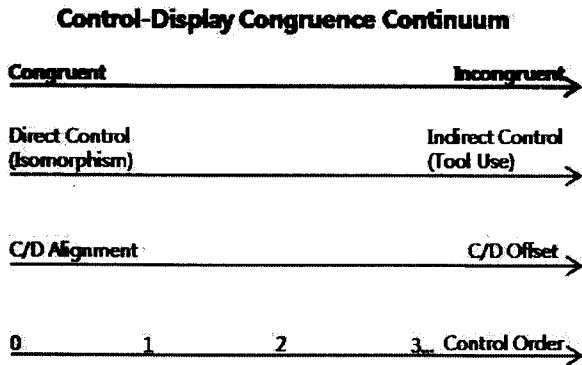 Control-Display Congruence Continuum
Congruent Incongruent
Direct Control Indirect Control
(Isomorphism) (Tool Use)
C/D Alignment C/D Offset
0 1 2 3... Control Order